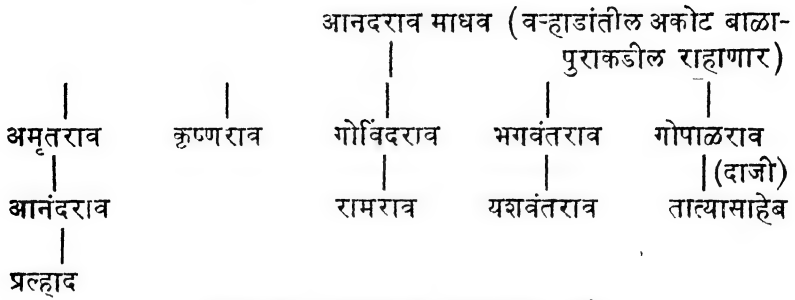 आनदराव माधव (वऱ्हाडांतील अकोट बाळा-
पुराकडील राहाणार)
अमृतराव कृष्णराव गोविंदराव भगवंतराव गोपाळराव
(दाजी)
आनंदराव रामराव यशवंतराव तात्यासाहेब
प्रल्हाद